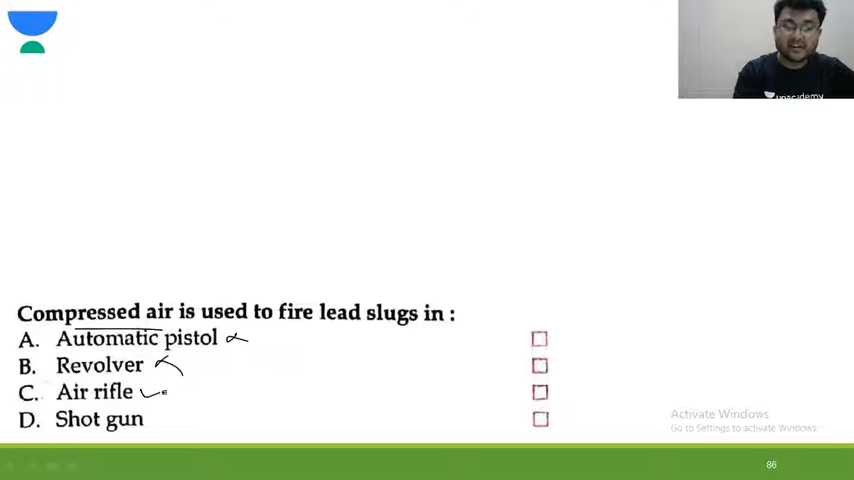 unacademy
Compressed air is used to fire lead slugs in :
A. Automatic pistol
B. Revolver
C. Air rifle
D. Shot gun
Activate Windows
Go to Settings to activate Windows.
86